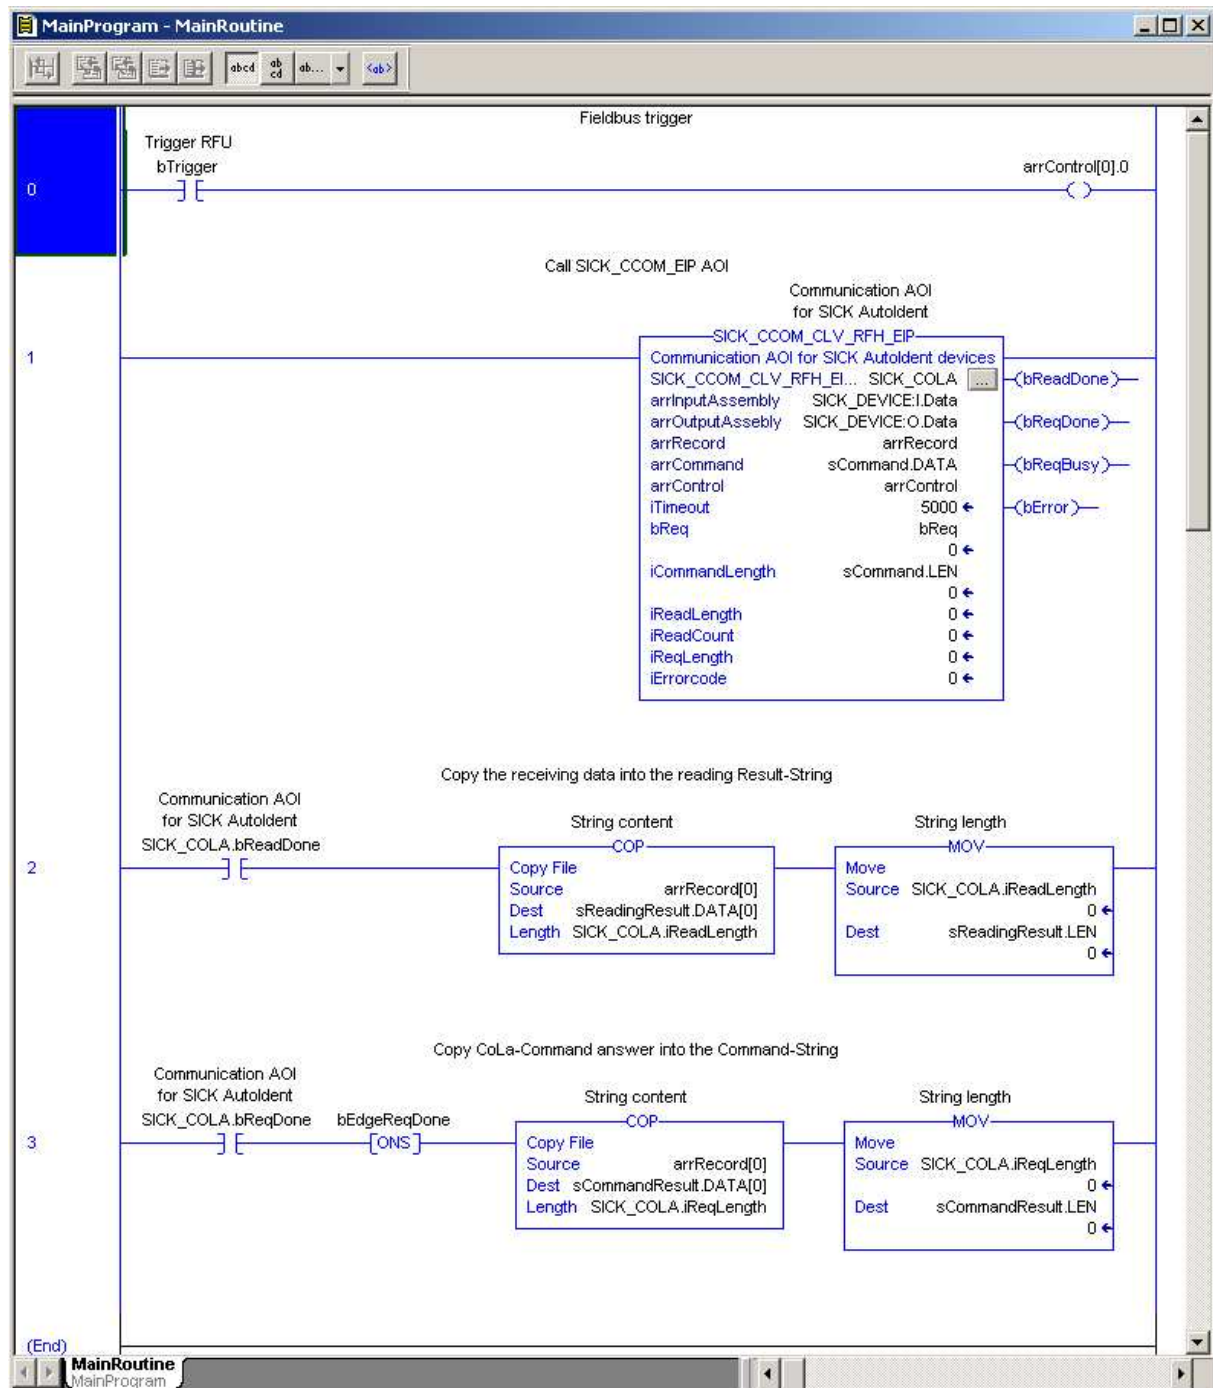 MainProgram - MainRoutine
abcd
ab
cd
ab...
<ab>
Fieldbus trigger
Trigger RFU
bTrigger
arrControl[0].0
0
Call SICK_CCOM_EIP AOI
Communication AOI
for SICK AutoIdent
SICK_CCOM_CLV_RFH_EIP
1
Communication AOI for SICK AutoIdent devices
SICK_CCOM_CLV_RFH_EI... SICK_COLA ... (bReadDone)
arrInputAssembly SICK_DEVICE:I.Data
arrOutputAssebly SICK_DEVICE:O.Data (bReqDone)
arrRecord arrRecord
arrCommand sCommand.DATA (bReqBusy)
arrControl arrControl
iTimeout 5000 (bError)
bReq bReq
0
iCommandLength sCommand.LEN
0
iReadLength 0
iReadCount 0
iReqLength 0
iErrorcode 0
Copy the receiving data into the reading Result-String
Communication AOI
for SICK AutoIdent
SICK_COLA.bReadDone
2
String content
COP
Copy File
Source arrRecord[0]
Dest sReadingResult.DATA[0]
Length SICK_COLA.iReadLength
String length
MOV
Move
Source SICK_COLA.iReadLength
0
Dest sReadingResult.LEN
0
Copy CoLa-Command answer into the Command-String
Communication AOI
for SICK AutoIdent
SICK_COLA.bReqDone bEdgeReqDone
3
ONS
String content
COP
Copy File
Source arrRecord[0]
Dest sCommandResult.DATA[0]
Length SICK_COLA.iReqLength
String length
MOV
Move
Source SICK_COLA.iReqLength
0
Dest sCommandResult.LEN
0
(End)
MainRoutine
MainProgram